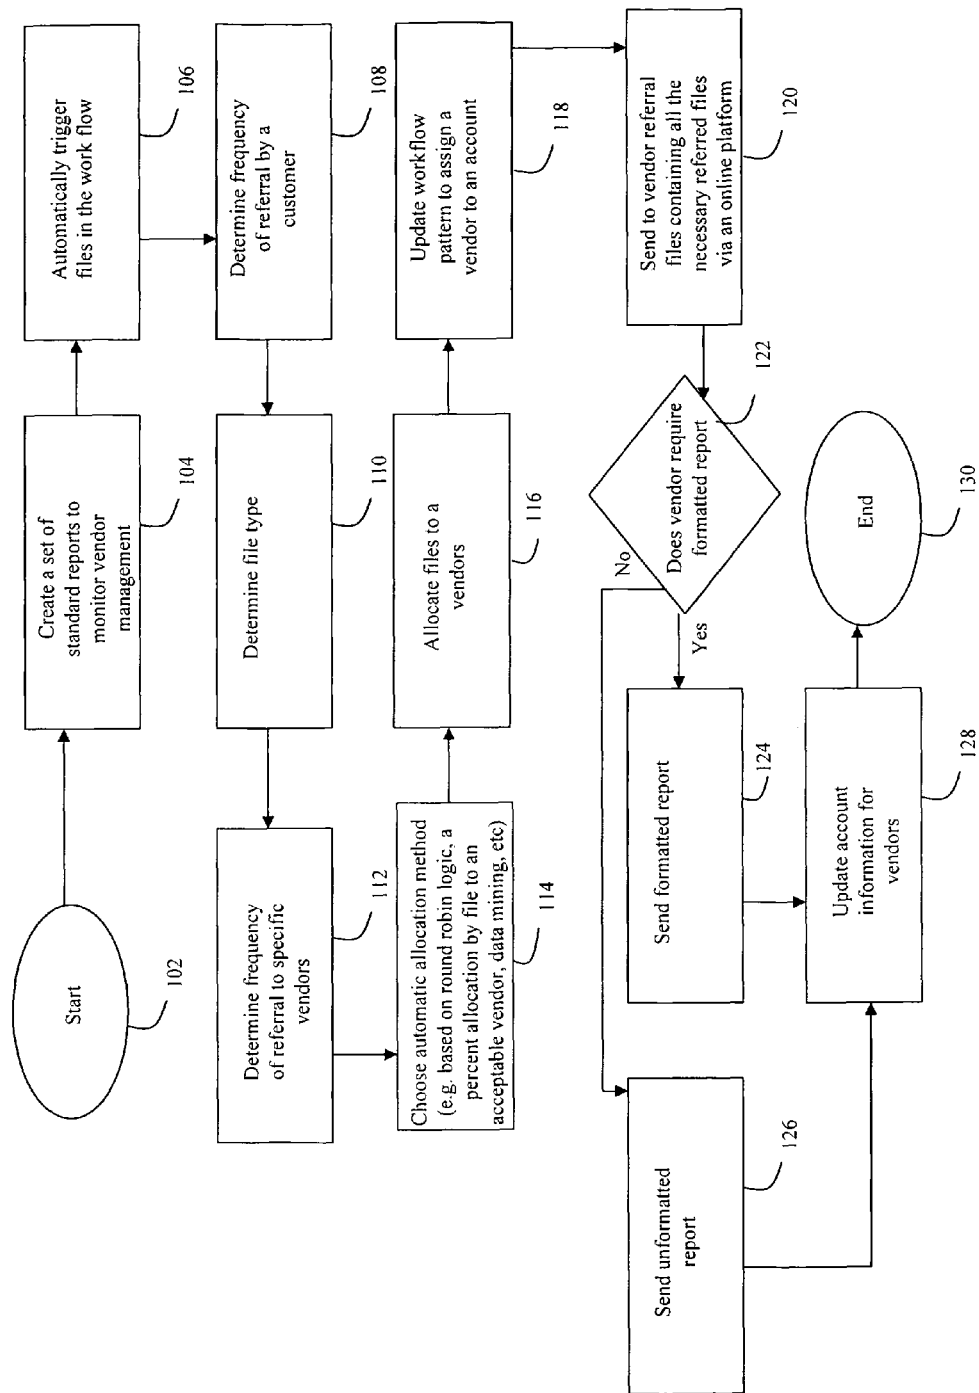 Start
102
Create a set of
standard reports to
monitor vendor
management
104
Automatically trigger
files in the work flow
106
Determine frequency
of referral by a
customer
108
Determine file type
110
Determine frequency
of referral to specific
vendors
112
Choose automatic allocation method
(e.g. based on round robin logic, a
percent allocation by file to an
acceptable vendor, data mining, etc)
114
Allocate files to a
vendors
116
Update workflow
pattern to assign a
vendor to an account
118
Send to vendor referral
files containing all the
necessary referred files
via an online platform
120
Does vendor require
formatted report
122
No
Yes
Send formatted report
124
Send unformatted
report
126
Update account
information for
vendors
128
End
130